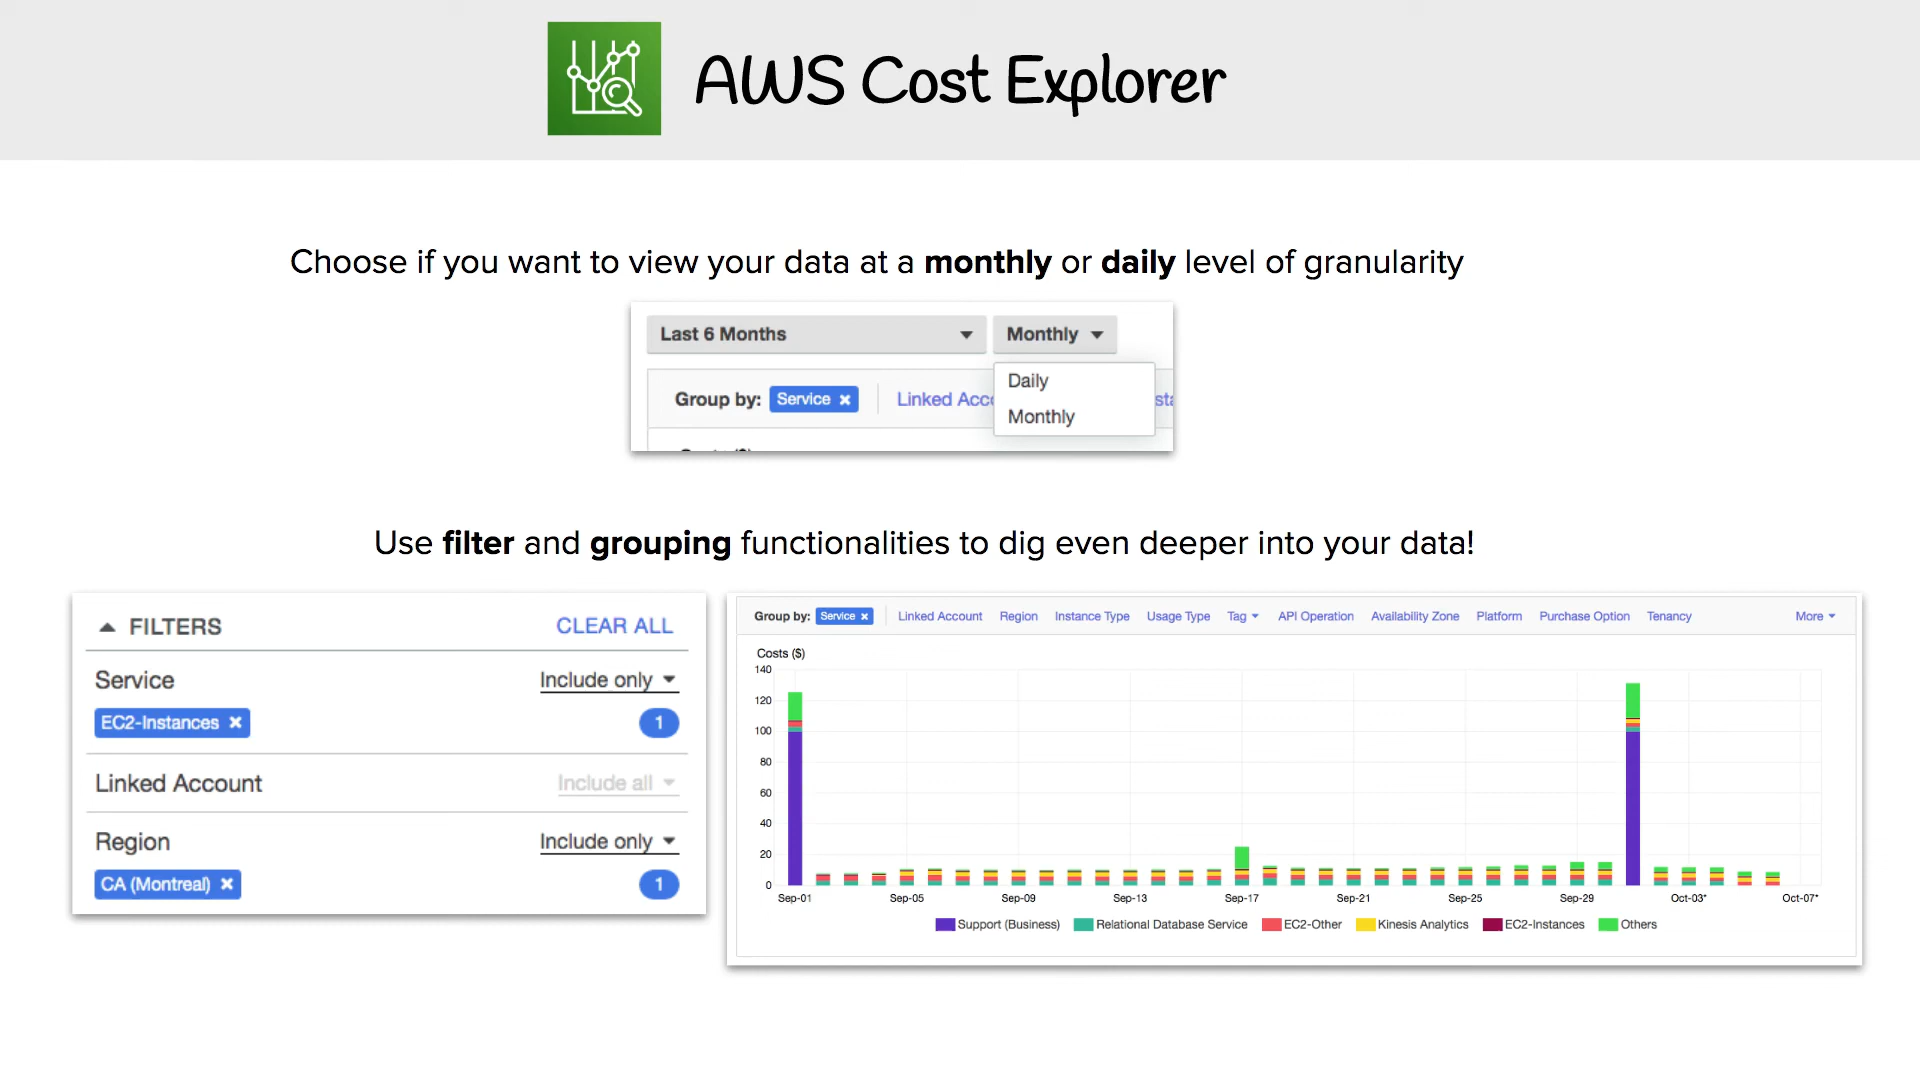 AWS Cost Explorer
Choose if you want to view your data at a monthly or daily level of granularity
Last 6 Months
Monthly
Group by: Service × Linked Acc
Daily
Monthly
Use filter and grouping functionalities to dig even deeper into your data!
FILTERS CLEAR ALL
Service Include only
EC2-Instances × 1
Linked Account Include all
Region Include only
CA (Montreal) × 1
Group by: Service × Linked Account Region Instance Type Usage Type Tag API Operation Availability Zone Platform Purchase Option Tenancy More
Costs ($)
140
120
100
80
60
40
20
0
Sep-01 Sep-05 Sep-09 Sep-13 Sep-17 Sep-21 Sep-25 Sep-29 Oct-03* Oct-07*
Support (Business) Relational Database Service EC2-Other Kinesis Analytics EC2-Instances Others